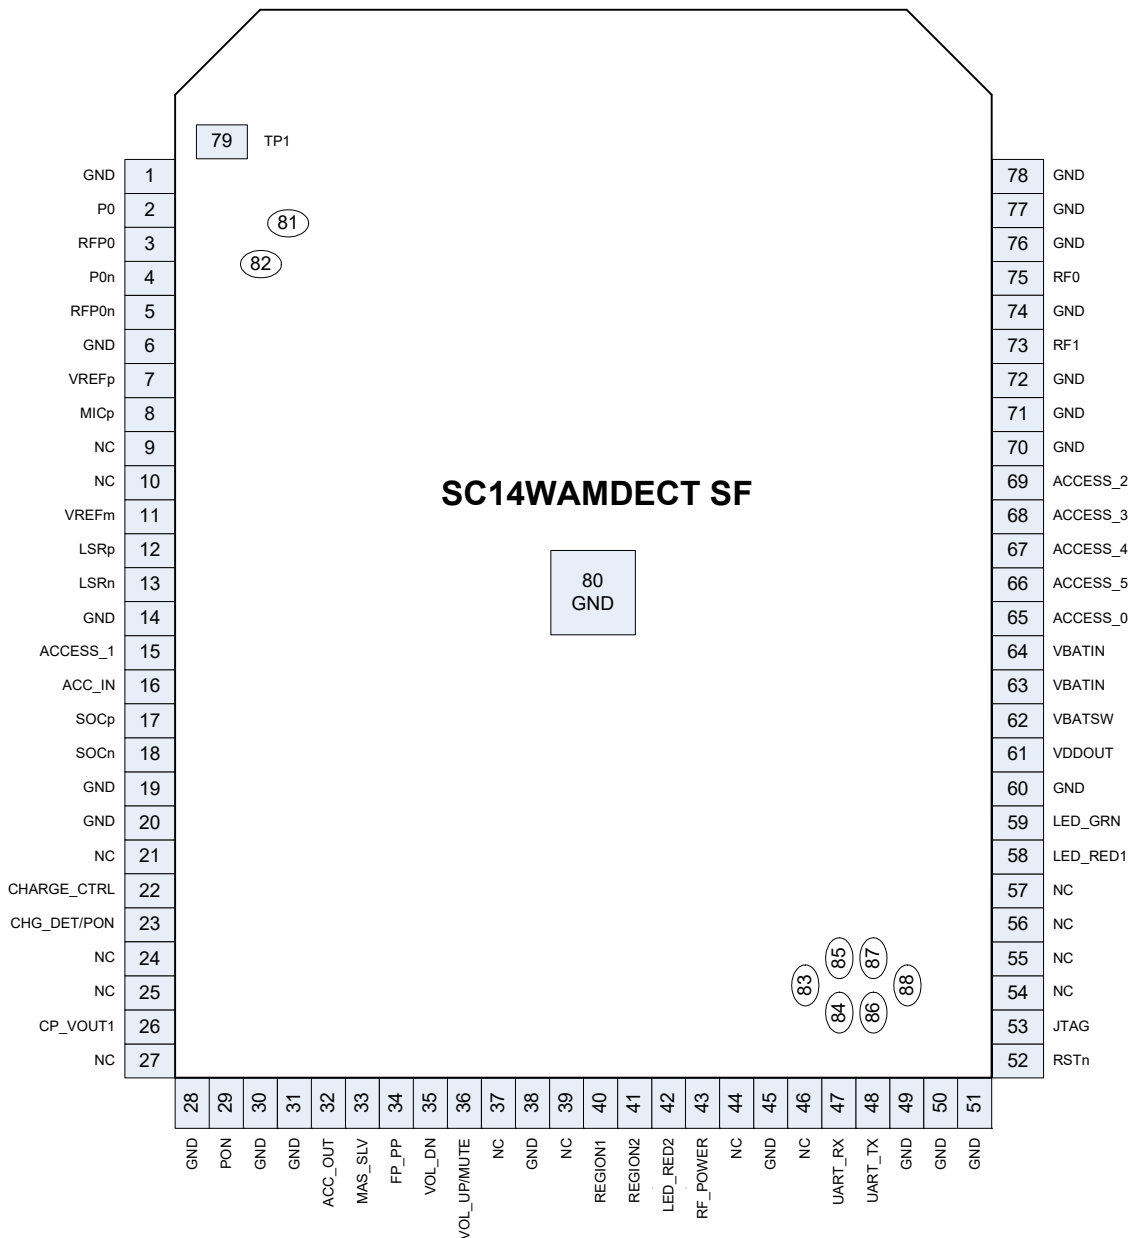 79 TP1
GND 1
P0 2
RFP0 3
P0n 4
RFP0n 5
GND 6
VREFp 7
MICp 8
NC 9
NC 10
VREFm 11
LSRp 12
LSRn 13
GND 14
ACCESS_1 15
ACC_IN 16
SOCp 17
SOCn 18
GND 19
GND 20
NC 21
CHARGE_CTRL 22
CHG_DET/PON 23
NC 24
NC 25
CP_VOUT1 26
NC 27
81
82
SC14WAMDECT SF
80
GND
78 GND
77 GND
76 GND
75 RF0
74 GND
73 RF1
72 GND
71 GND
70 GND
69 ACCESS_2
68 ACCESS_3
67 ACCESS_4
66 ACCESS_5
65 ACCESS_0
64 VBATIN
63 VBATIN
62 VBATSW
61 VDDOUT
60 GND
59 LED_GRN
58 LED_RED1
57 NC
56 NC
55 NC
54 NC
53 JTAG
52 RSTn
85 87
83 88
84 86
28 GND
29 PON
30 GND
31 GND
32 ACC_OUT
33 MAS_SLV
34 FP_PP
35 VOL_DN
36 VOL_UP/MUTE
37 NC
38 GND
39 NC
40 REGION1
41 REGION2
42 LED_RED2
43 RF_POWER
44 NC
45 GND
46 NC
47 UART_RX
48 UART_TX
49 GND
50 GND
51 GND